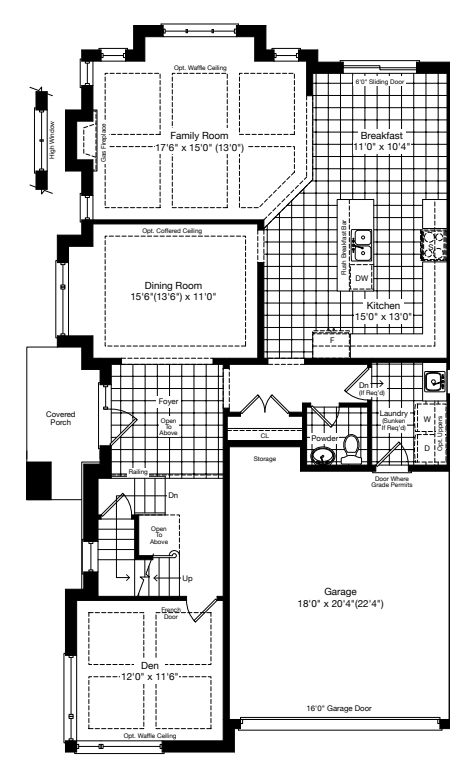 Opt. Waffle Ceiling
6'0" Sliding Door
High Window
Gas Fireplace
Family Room
17'6" x 15'0" (13'0")
Breakfast
11'0" x 10'4"
Opt. Coffered Ceiling
Flush Breakfast Bar
DW
Dining Room
15'6"(13'6") x 11'0"
Kitchen
15'0" x 13'0"
F
Dn
(If Req'd)
Foyer
Open
To
Above
Covered
Porch
Laundry
(Sunken
If Req'd)
W
D
Opt. Uppers
CL
Powder
Storage
Railing
Door Where
Grade Permits
Dn
Open
To
Above
Up
French
Door
Garage
18'0" x 20'4"(22'4")
Den
12'0" x 11'6"
16'0" Garage Door
Opt. Waffle Ceiling